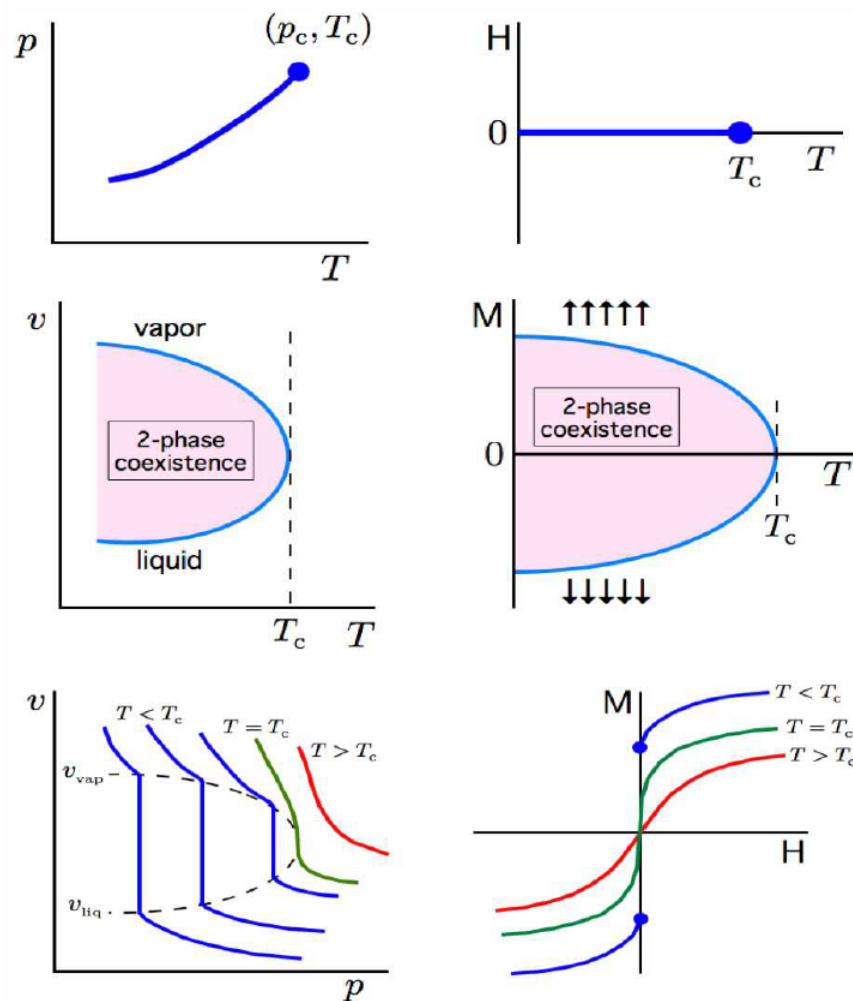 p
(p_c, T_c)
T
H
0
T_c
T
v
vapor
2-phase
coexistence
liquid
T_c
T
M
↑↑↑↑↑
2-phase
coexistence
0
T
T_c
↓↓↓↓↓
v
T < T_c
T = T_c
T > T_c
v_vap
v_liq
p
M
T < T_c
T = T_c
T > T_c
H